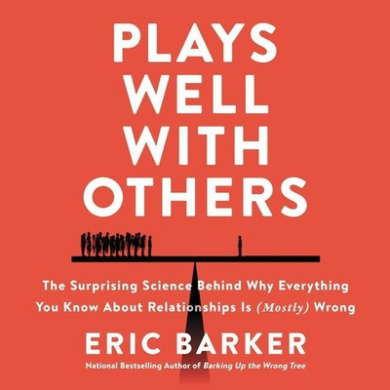 PLAYS
WELL
WITH
OTHERS
The Surprising Science Behind Why Everything
You Know About Relationships Is (Mostly) Wrong
ERIC BARKER
National Bestselling Author of Barking Up the Wrong Tree